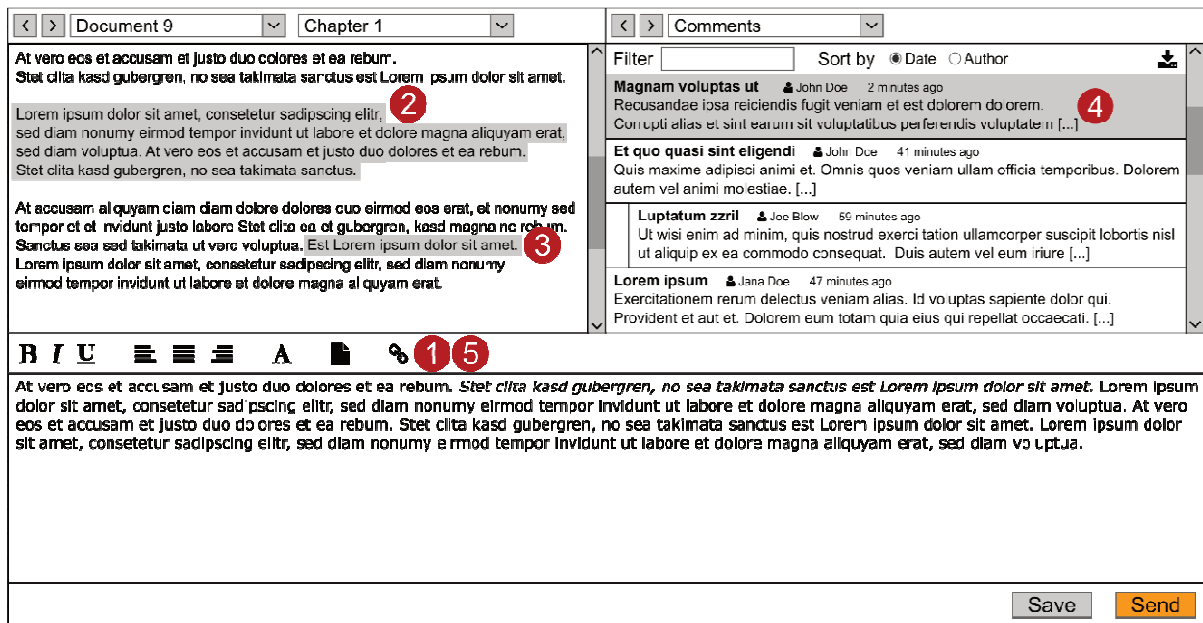 Document 9
Chapter 1
At vero eos et accusam et justo duo colores et ea rebum.
Stet clita kasd gubergren, no sea takimata sanctus est Lorem ipsum dolor sit amet.
Lorem ipsum dolor sit amet, consetetur sadipscing elitr,
2
sed diam nonumy eirmod tempor invidunt ut labore et dolore magna aliquyam erat,
sed diam voluptua. At vero eos et accusam et justo duo dolores et ea rebum.
Stet clita kasd gubergren, no sea takimata sanctus.
At accusam aliquyam ciam diam dolore dolores cuo eirmod eos erat, et nonumy sed
tempor et et invidunt justo labore Stet clita ea et gubergren, kasd magna no rebum.
Sanctus sea sed takimata ut vero voluptua. Est Lorem ipsum dolor sit amet.
3
Lorem ipsum dolor sit amet, consetetur sadipscing elitr, sed diam nonumy
eirmod tempor invidunt ut labore et dolore magna aliquyam erat.
Comments
Filter
Sort by Date Author
Magnam voluptas ut John Doe 2 minutes ago
Recusandae ipsa reiciendis fugit veniam et est dolorem dolorem.
4
Corrupti alias et sint earum sit voluptatibus perferendis voluptatem [...]
Et quo quasi sint eligendi John Doe 41 minutes ago
Quis maxime adipisci animi et. Omnis quos veniam ullam officia temporibus. Dolorem
autem vel animi molestiae. [...]
Luptatum zzril Joe Blow 59 minutes ago
Ut wisi enim ad minim, quis nostrud exerci tation ullamcorper suscipit lobortis nisl
ut aliquip ex ea commodo consequat. Duis autem vel eum iriure [...]
Lorem ipsum Jana Doe 47 minutes ago
Exercitationem rerum delectus veniam alias. Id voluptas sapiente dolor qui.
Provident et aut et. Dolorem eum totam quia eius qui repellat occaecati. [...]
B I U A 1 5
At vero eos et accusam et justo duo dolores et ea rebum. Stet clita kasd gubergren, no sea takimata sanctus est Lorem ipsum dolor sit amet. Lorem ipsum
dolor sit amet, consetetur sadipscing elitr, sed diam nonumy eirmod tempor invidunt ut labore et dolore magna aliquyam erat, sed diam voluptua. At vero
eos et accusam et justo duo dolores et ea rebum. Stet clita kasd gubergren, no sea takimata sanctus est Lorem ipsum dolor sit amet. Lorem ipsum dolor
sit amet, consetetur sadipscing elitr, sed diam nonumy eirmod tempor invidunt ut labore et dolore magna aliquyam erat, sed diam voluptua.
Save
Send